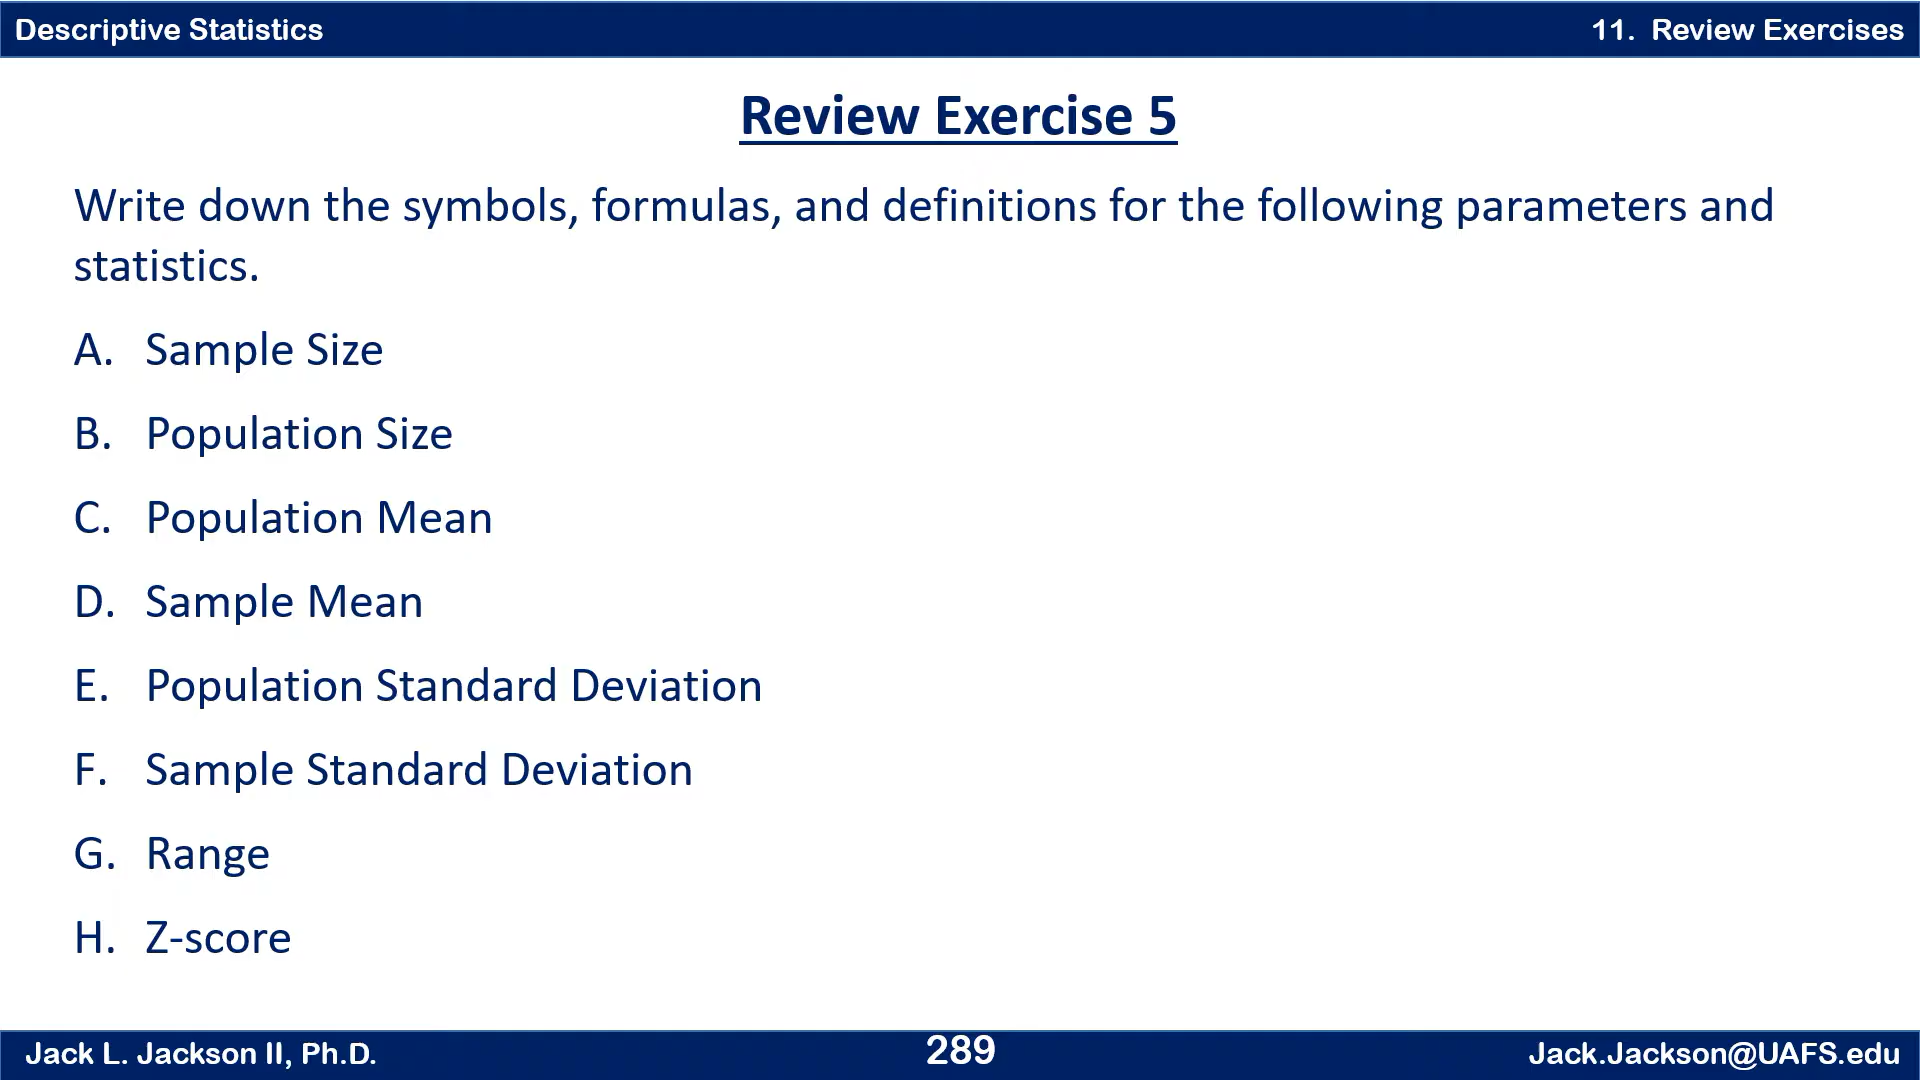 Descriptive Statistics
11. Review Exercises
Review Exercise 5
Write down the symbols, formulas, and definitions for the following parameters and
statistics.
A. Sample Size
B. Population Size
C. Population Mean
D. Sample Mean
E. Population Standard Deviation
F. Sample Standard Deviation
G. Range
H. Z-score
Jack L. Jackson II, Ph.D.
289
Jack.Jackson@UAFS.edu